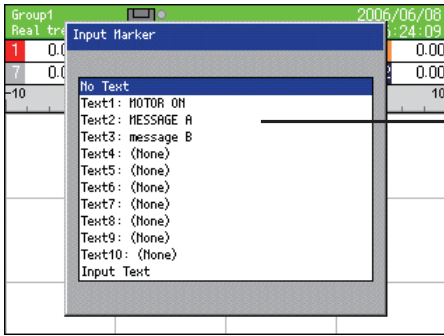 Group1 2006/06/08
Real tre 5:24:09
Input Marker
1 0.0 0.00
7 0.0 2 0.00
-10 10
No Text
Text1: MOTOR ON
Text2: MESSAGE A
Text3: message B
Text4: (None)
Text5: (None)
Text6: (None)
Text7: (None)
Text8: (None)
Text9: (None)
Text10: (None)
Input Text